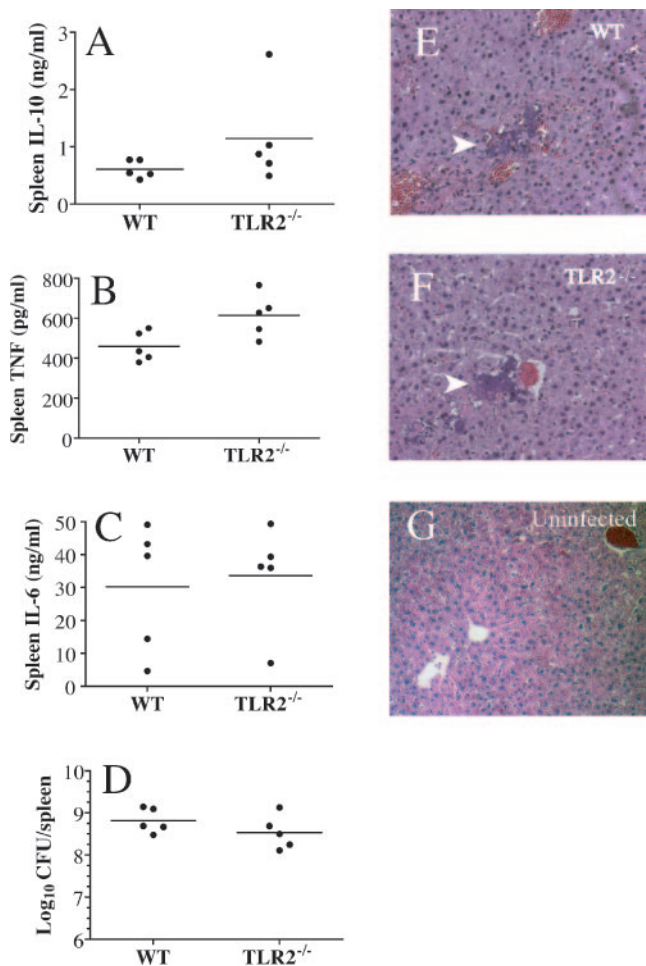 A
Spleen IL-10 (ng/ml)
3
2
1
0
WT
TLR2-/-
B
Spleen TNF (pg/ml)
800
600
400
200
0
WT
TLR2-/-
C
Spleen IL-6 (ng/ml)
50
40
30
20
10
0
WT
TLR2-/-
D
Log10 CFU/spleen
10
9
8
7
6
WT
TLR2-/-
E
WT
F
TLR2-/-
G
Uninfected